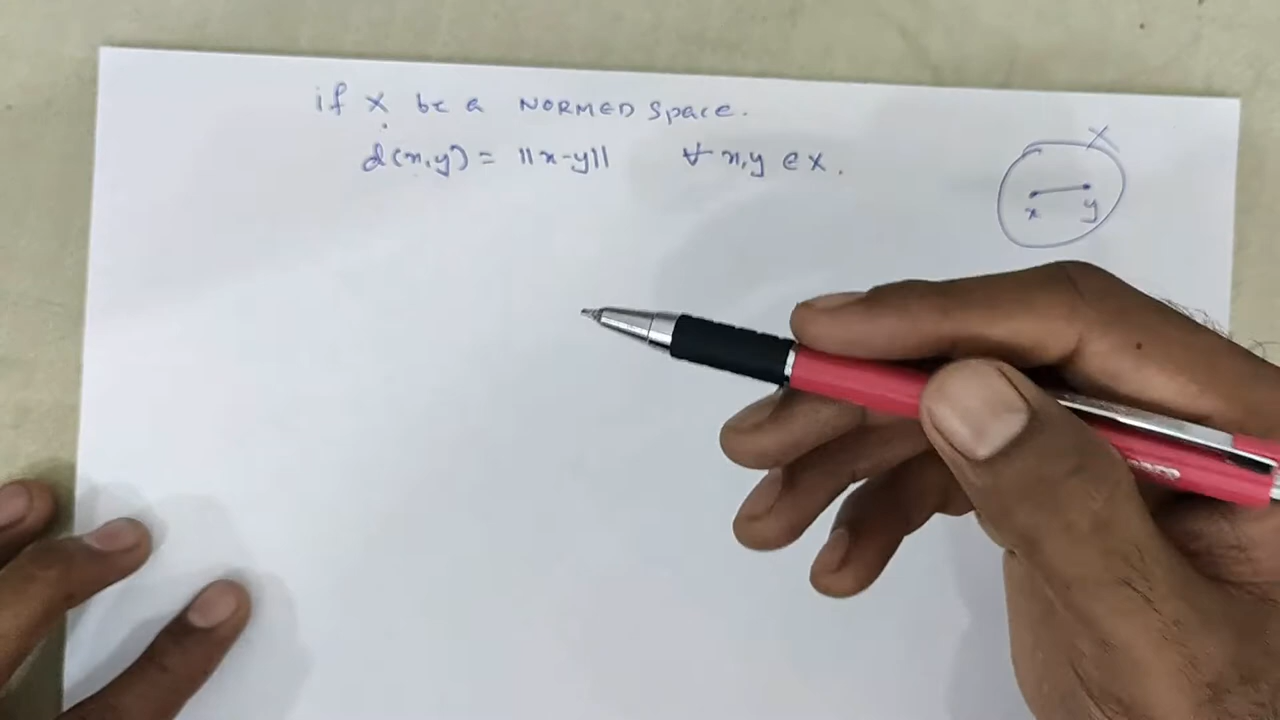 if X be a NORMED Space.
d(x,y) = ||x-y|| ∀ x,y ∈ X.
X
x y